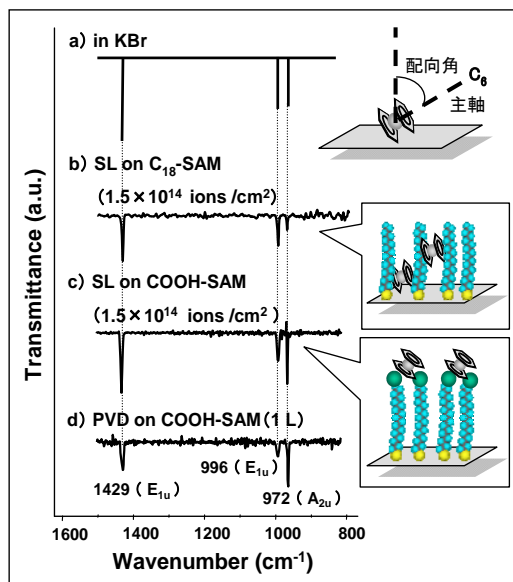 a) in KBr
配向角
C6
主軸
b) SL on C18-SAM
(1.5×10^14 ions /cm^2)
c) SL on COOH-SAM
(1.5×10^14 ions /cm^2)
d) PVD on COOH-SAM(1 L)
996 ( E1u )
1429 ( E1u )
972 ( A2u )
1600
1400
1200
1000
800
Wavenumber (cm^-1)
Transmittance (a.u.)